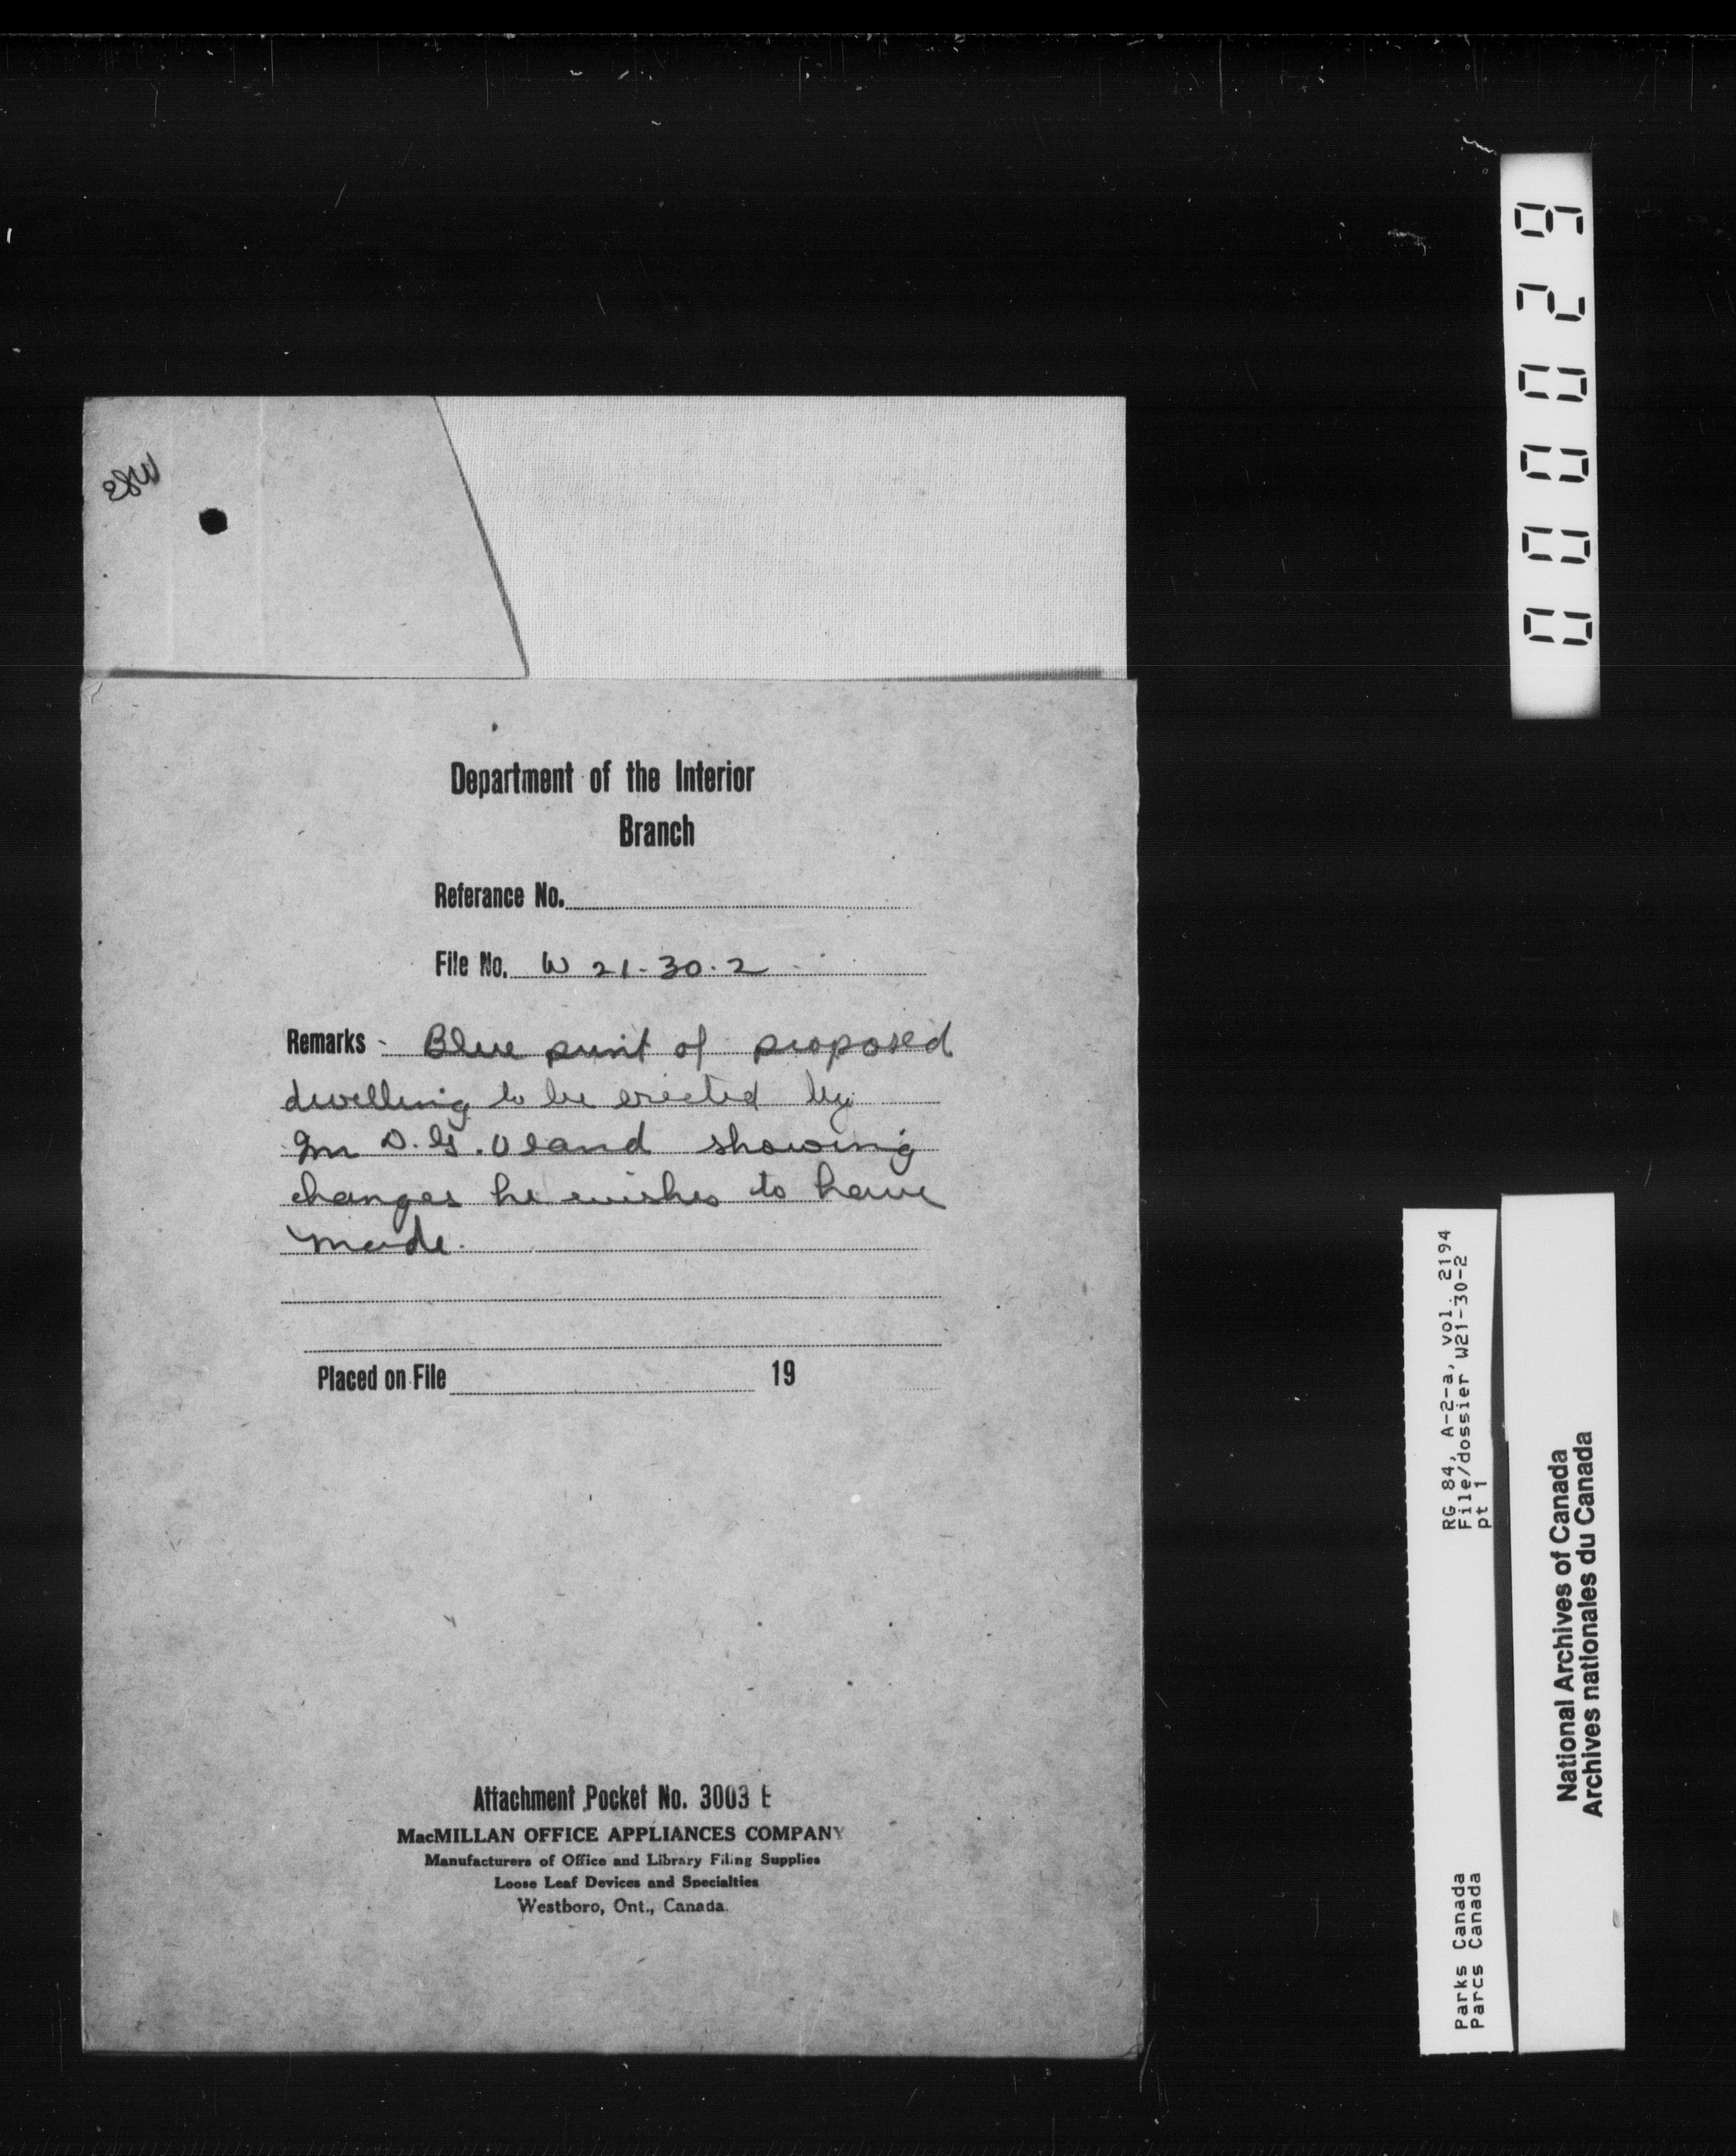 Department of the Interior
Branch
Referance No.
File No. W 21-30.2
Remarks - Blue print of proposed
dwelling to be erected by
Mr D. G. Oland showing
changes he wishes to have
made.
Placed on File 19
Attachment Pocket No. 3003 E
MacMILLAN OFFICE APPLIANCES COMPANY
Manufacturers of Office and Library Filing Supplies
Loose Leaf Devices and Specialties
Westboro, Ont., Canada.
000029
RG 84, A-2-a, vol. 2194
File/dossier W21-30-2
pt 1
Parks Canada
Parcs Canada
National Archives of Canada
Archives nationales du Canada